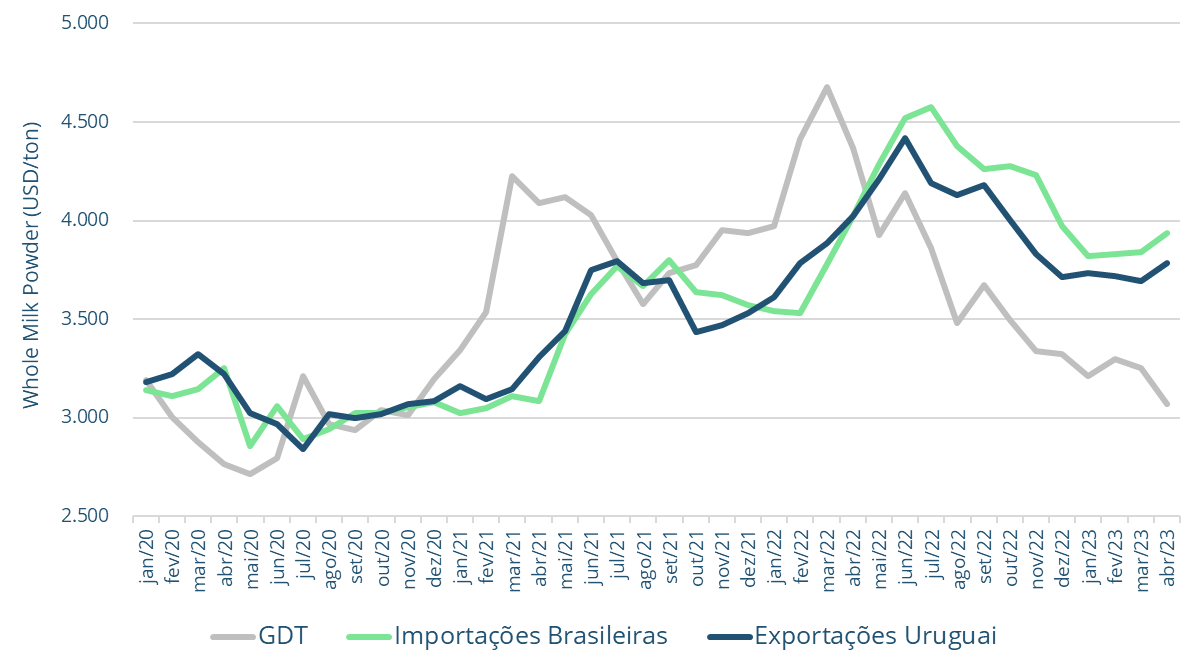 Whole Milk Powder (USD/ton)
5.000
4.500
4.000
3.500
3.000
2.500
jan/20 fev/20 mar/20 abr/20 mai/20 jun/20 jul/20 ago/20 set/20 out/20 nov/20 dez/20 jan/21 fev/21 mar/21 abr/21 mai/21 jun/21 jul/21 ago/21 set/21 out/21 nov/21 dez/21 jan/22 fev/22 mar/22 abr/22 mai/22 jun/22 jul/22 ago/22 set/22 out/22 nov/22 dez/22 jan/23 fev/23 mar/23 abr/23
GDT Importações Brasileiras Exportações Uruguai